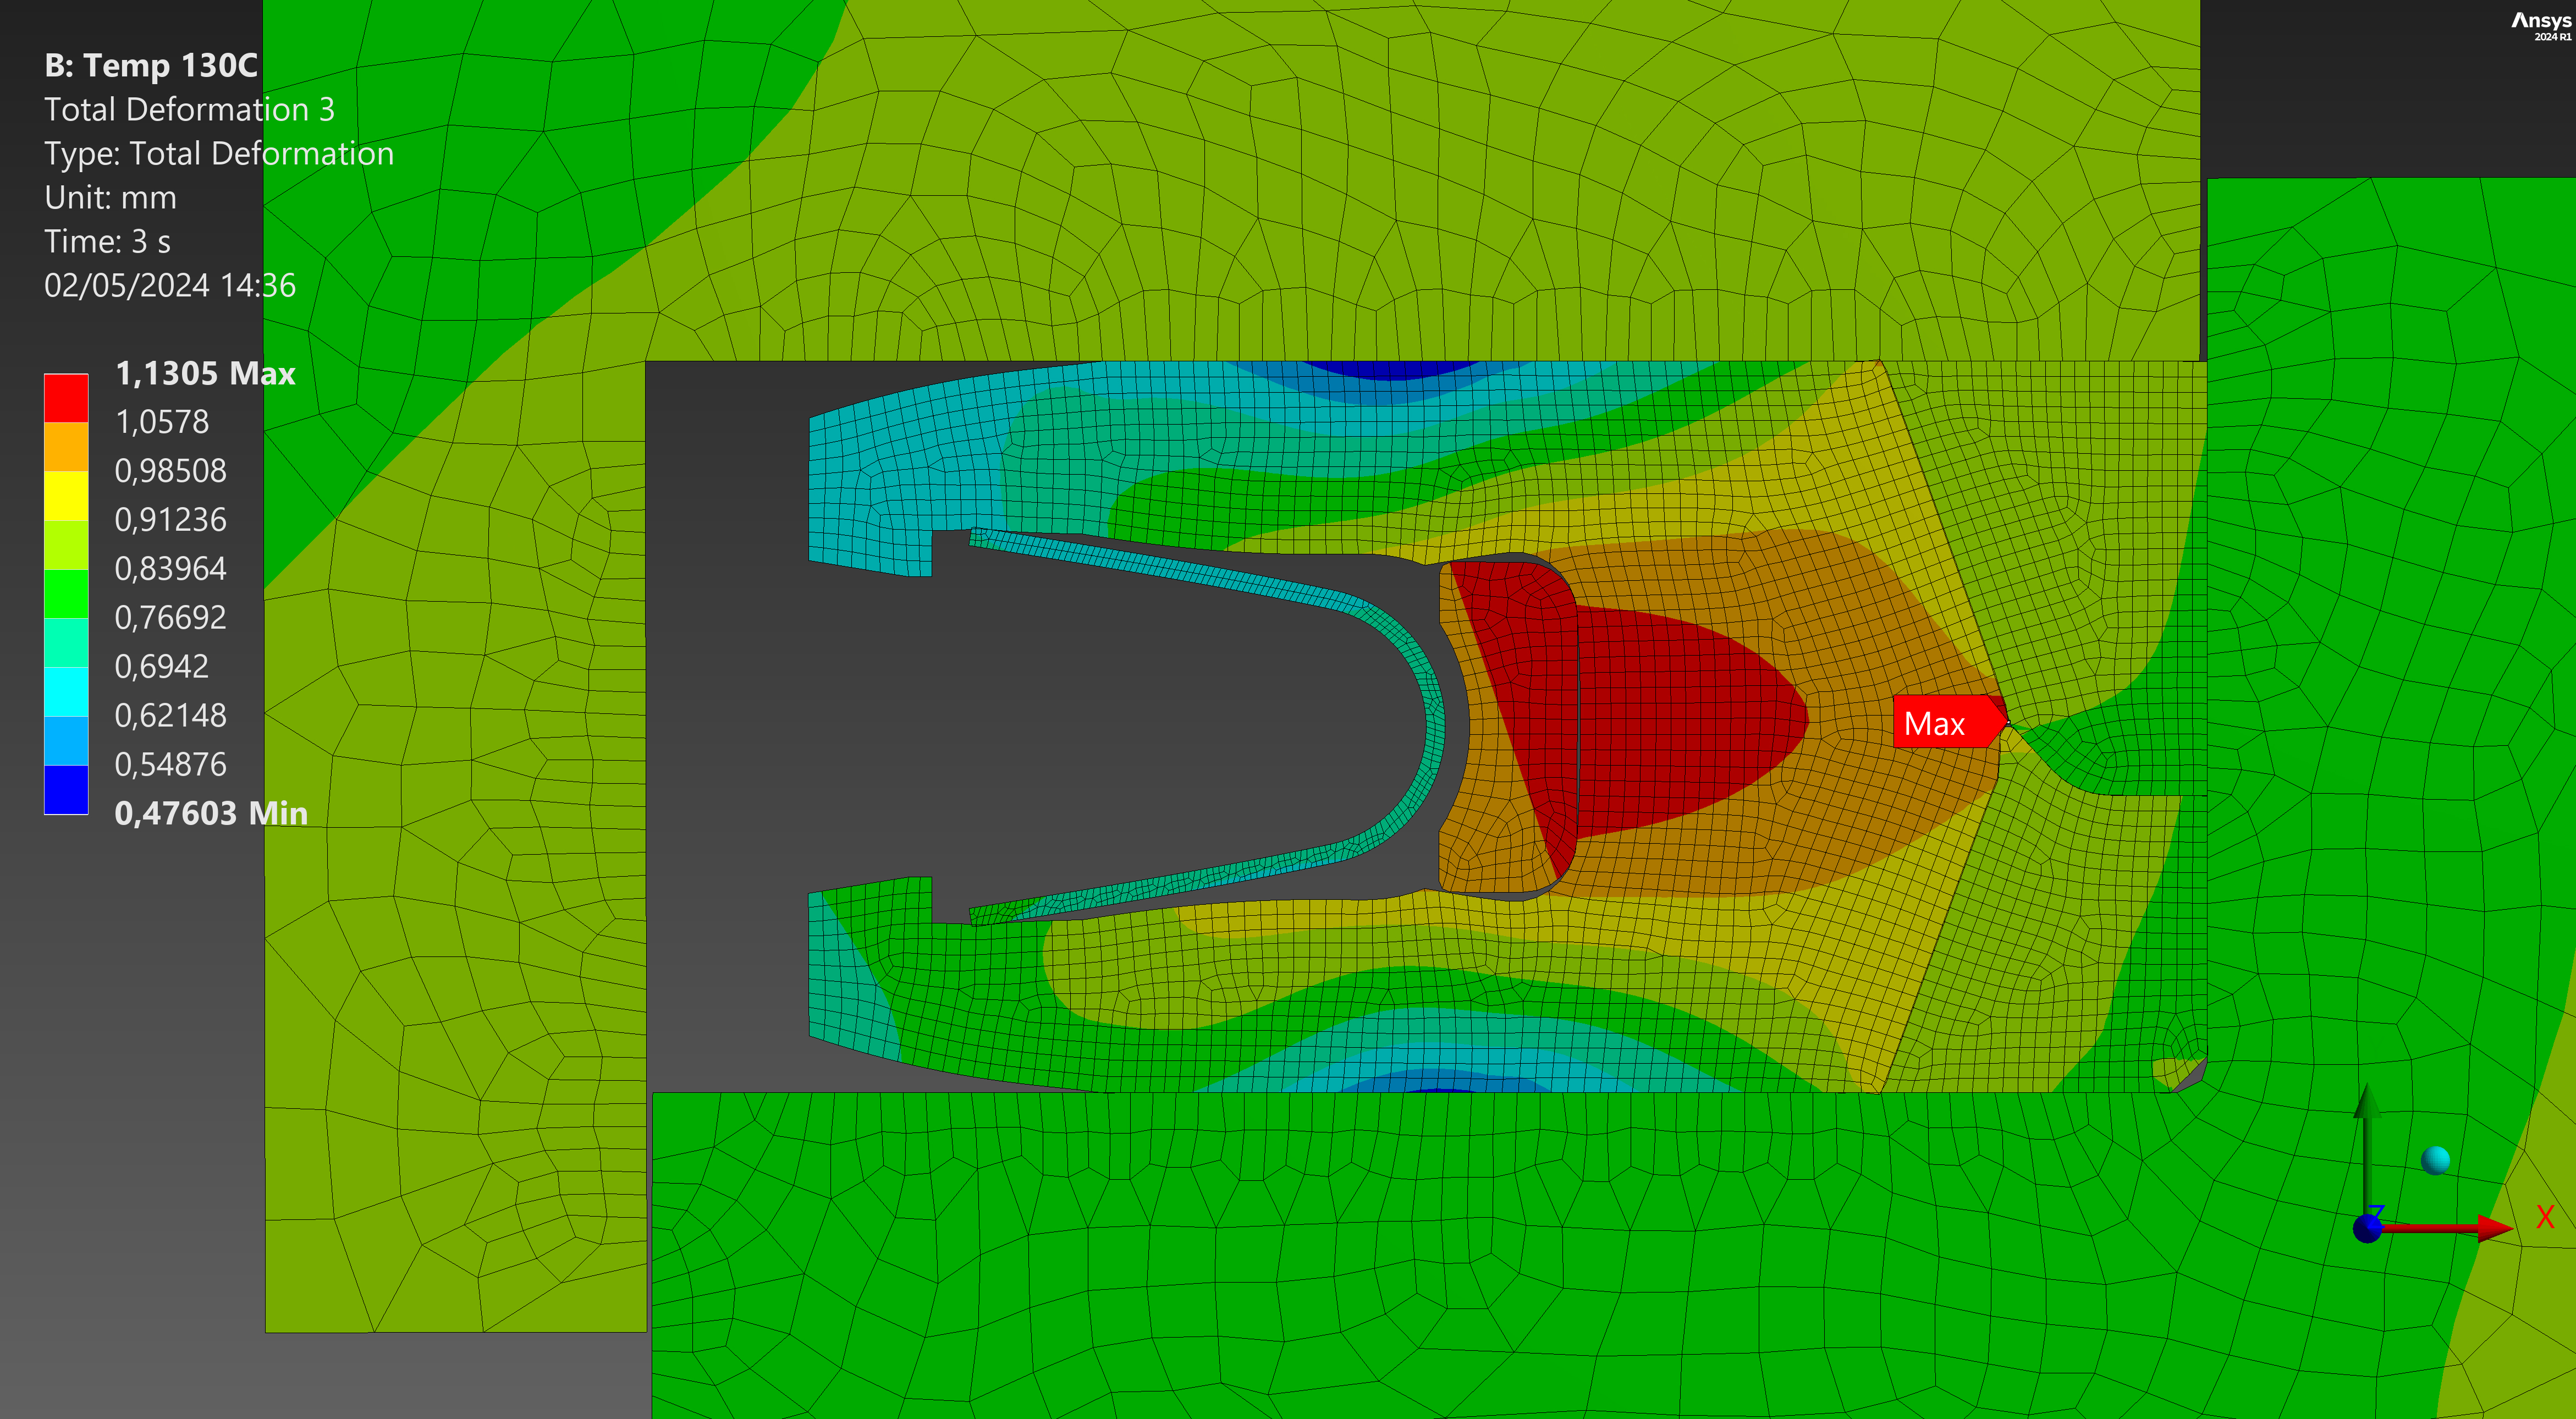 Ansys
2024 R1
B: Temp 130C
Total Deformation 3
Type: Total Deformation
Unit: mm
Time: 3 s
02/05/2024 14:36
1,1305 Max
1,0578
0,98508
0,91236
0,83964
0,76692
0,6942
0,62148
0,54876
0,47603 Min
Max
Z
X